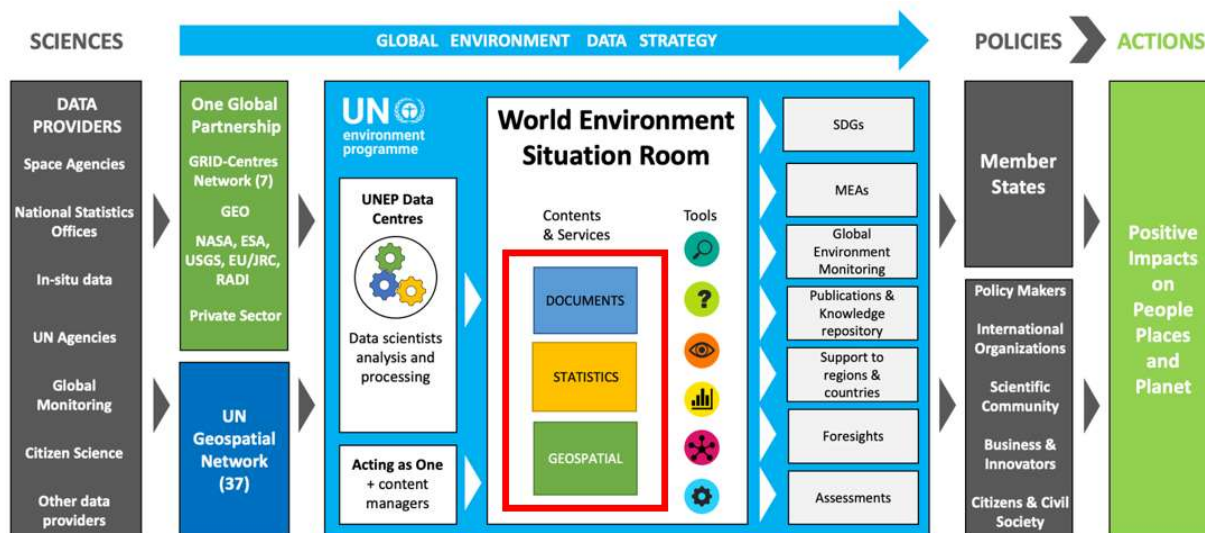 SCIENCES
GLOBAL ENVIRONMENT DATA STRATEGY
POLICIES
ACTIONS
DATA
PROVIDERS
Space Agencies
National Statistics
Offices
In-situ data
UN Agencies
Global
Monitoring
Citizen Science
Other data
providers
One Global
Partnership
GRID-Centres
Network (7)
GEO
NASA, ESA,
USGS, EU/JRC,
RADI
Private Sector
UN
Geospatial
Network
(37)
UN
environment
programme
UNEP Data
Centres
Data scientists
analysis and
processing
Acting as One
+ content
managers
World Environment
Situation Room
Contents
& Services
Tools
DOCUMENTS
STATISTICS
GEOSPATIAL
?
SDGs
MEAs
Global
Environment
Monitoring
Publications &
Knowledge
repository
Support to
regions &
countries
Foresights
Assessments
Member
States
Policy Makers
International
Organizations
Scientific
Community
Business &
Innovators
Citizens & Civil
Society
Positive
Impacts
on
People
Places
and
Planet